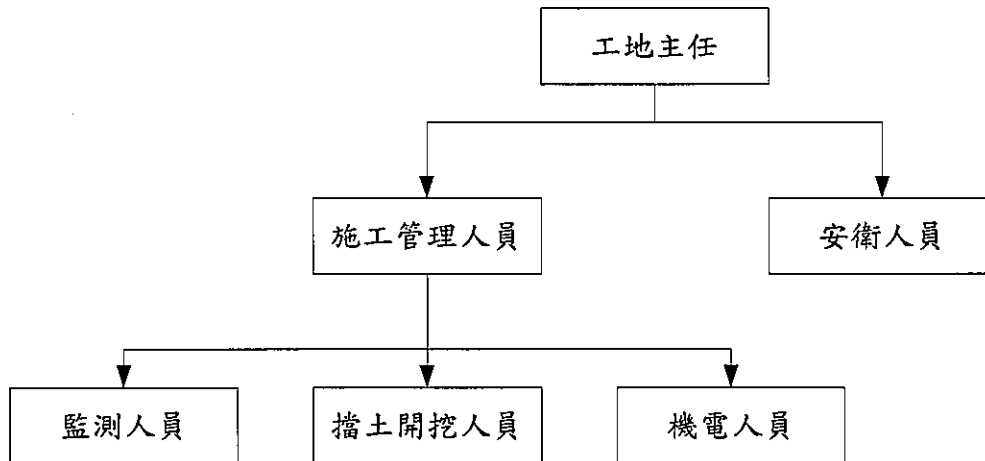 工地主任
施工管理人員
安衛人員
監測人員
擋土開挖人員
機電人員